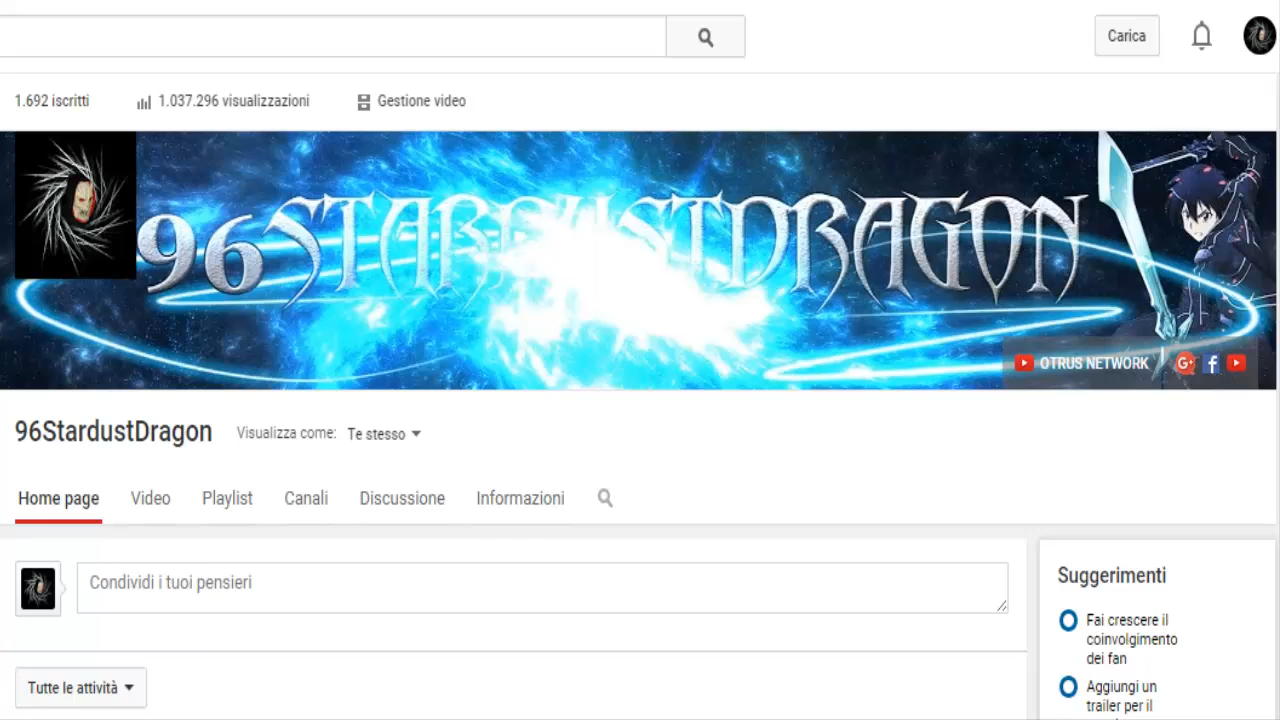 Carica
1.692 iscritti 1.037.296 visualizzazioni Gestione video
96STARDUSTDRAGON
OTRUS NETWORK
96StardustDragon Visualizza come: Te stesso
Home page Video Playlist Canali Discussione Informazioni
Condividi i tuoi pensieri
Tutte le attività
Suggerimenti
Fai crescere il
coinvolgimento
dei fan
Aggiungi un
trailer per il